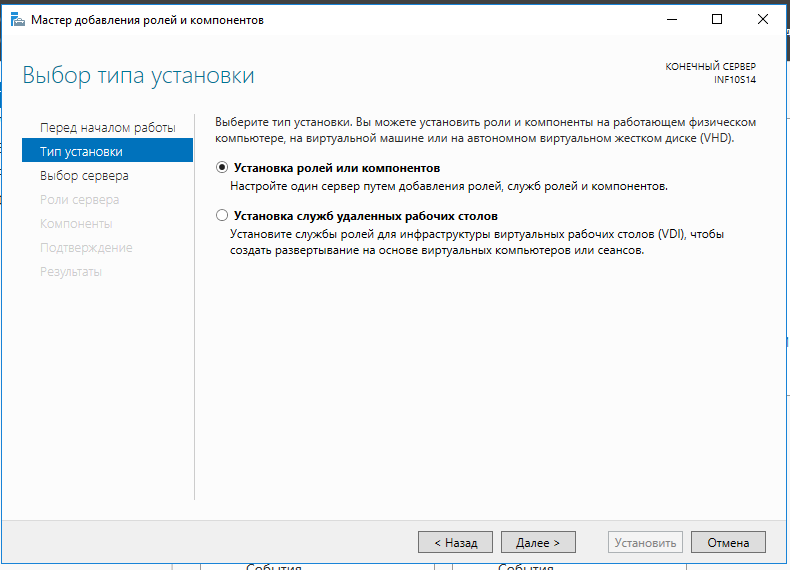 Мастер добавления ролей и компонентов
Выбор типа установки
КОНЕЧНЫЙ СЕРВЕР
INF10S14
Перед началом работы
Тип установки
Выбор сервера
Роли сервера
Компоненты
Подтверждение
Результаты
Выберите тип установки. Вы можете установить роли и компоненты на работающем физическом
компьютере, на виртуальной машине или на автономном виртуальном жестком диске (VHD).
Установка ролей или компонентов
Настройте один сервер путем добавления ролей, служб ролей и компонентов.
Установка служб удаленных рабочих столов
Установите службы ролей для инфраструктуры виртуальных рабочих столов (VDI), чтобы
создать развертывание на основе виртуальных компьютеров или сеансов.
< Назад
Далее >
Установить
Отмена
События
События